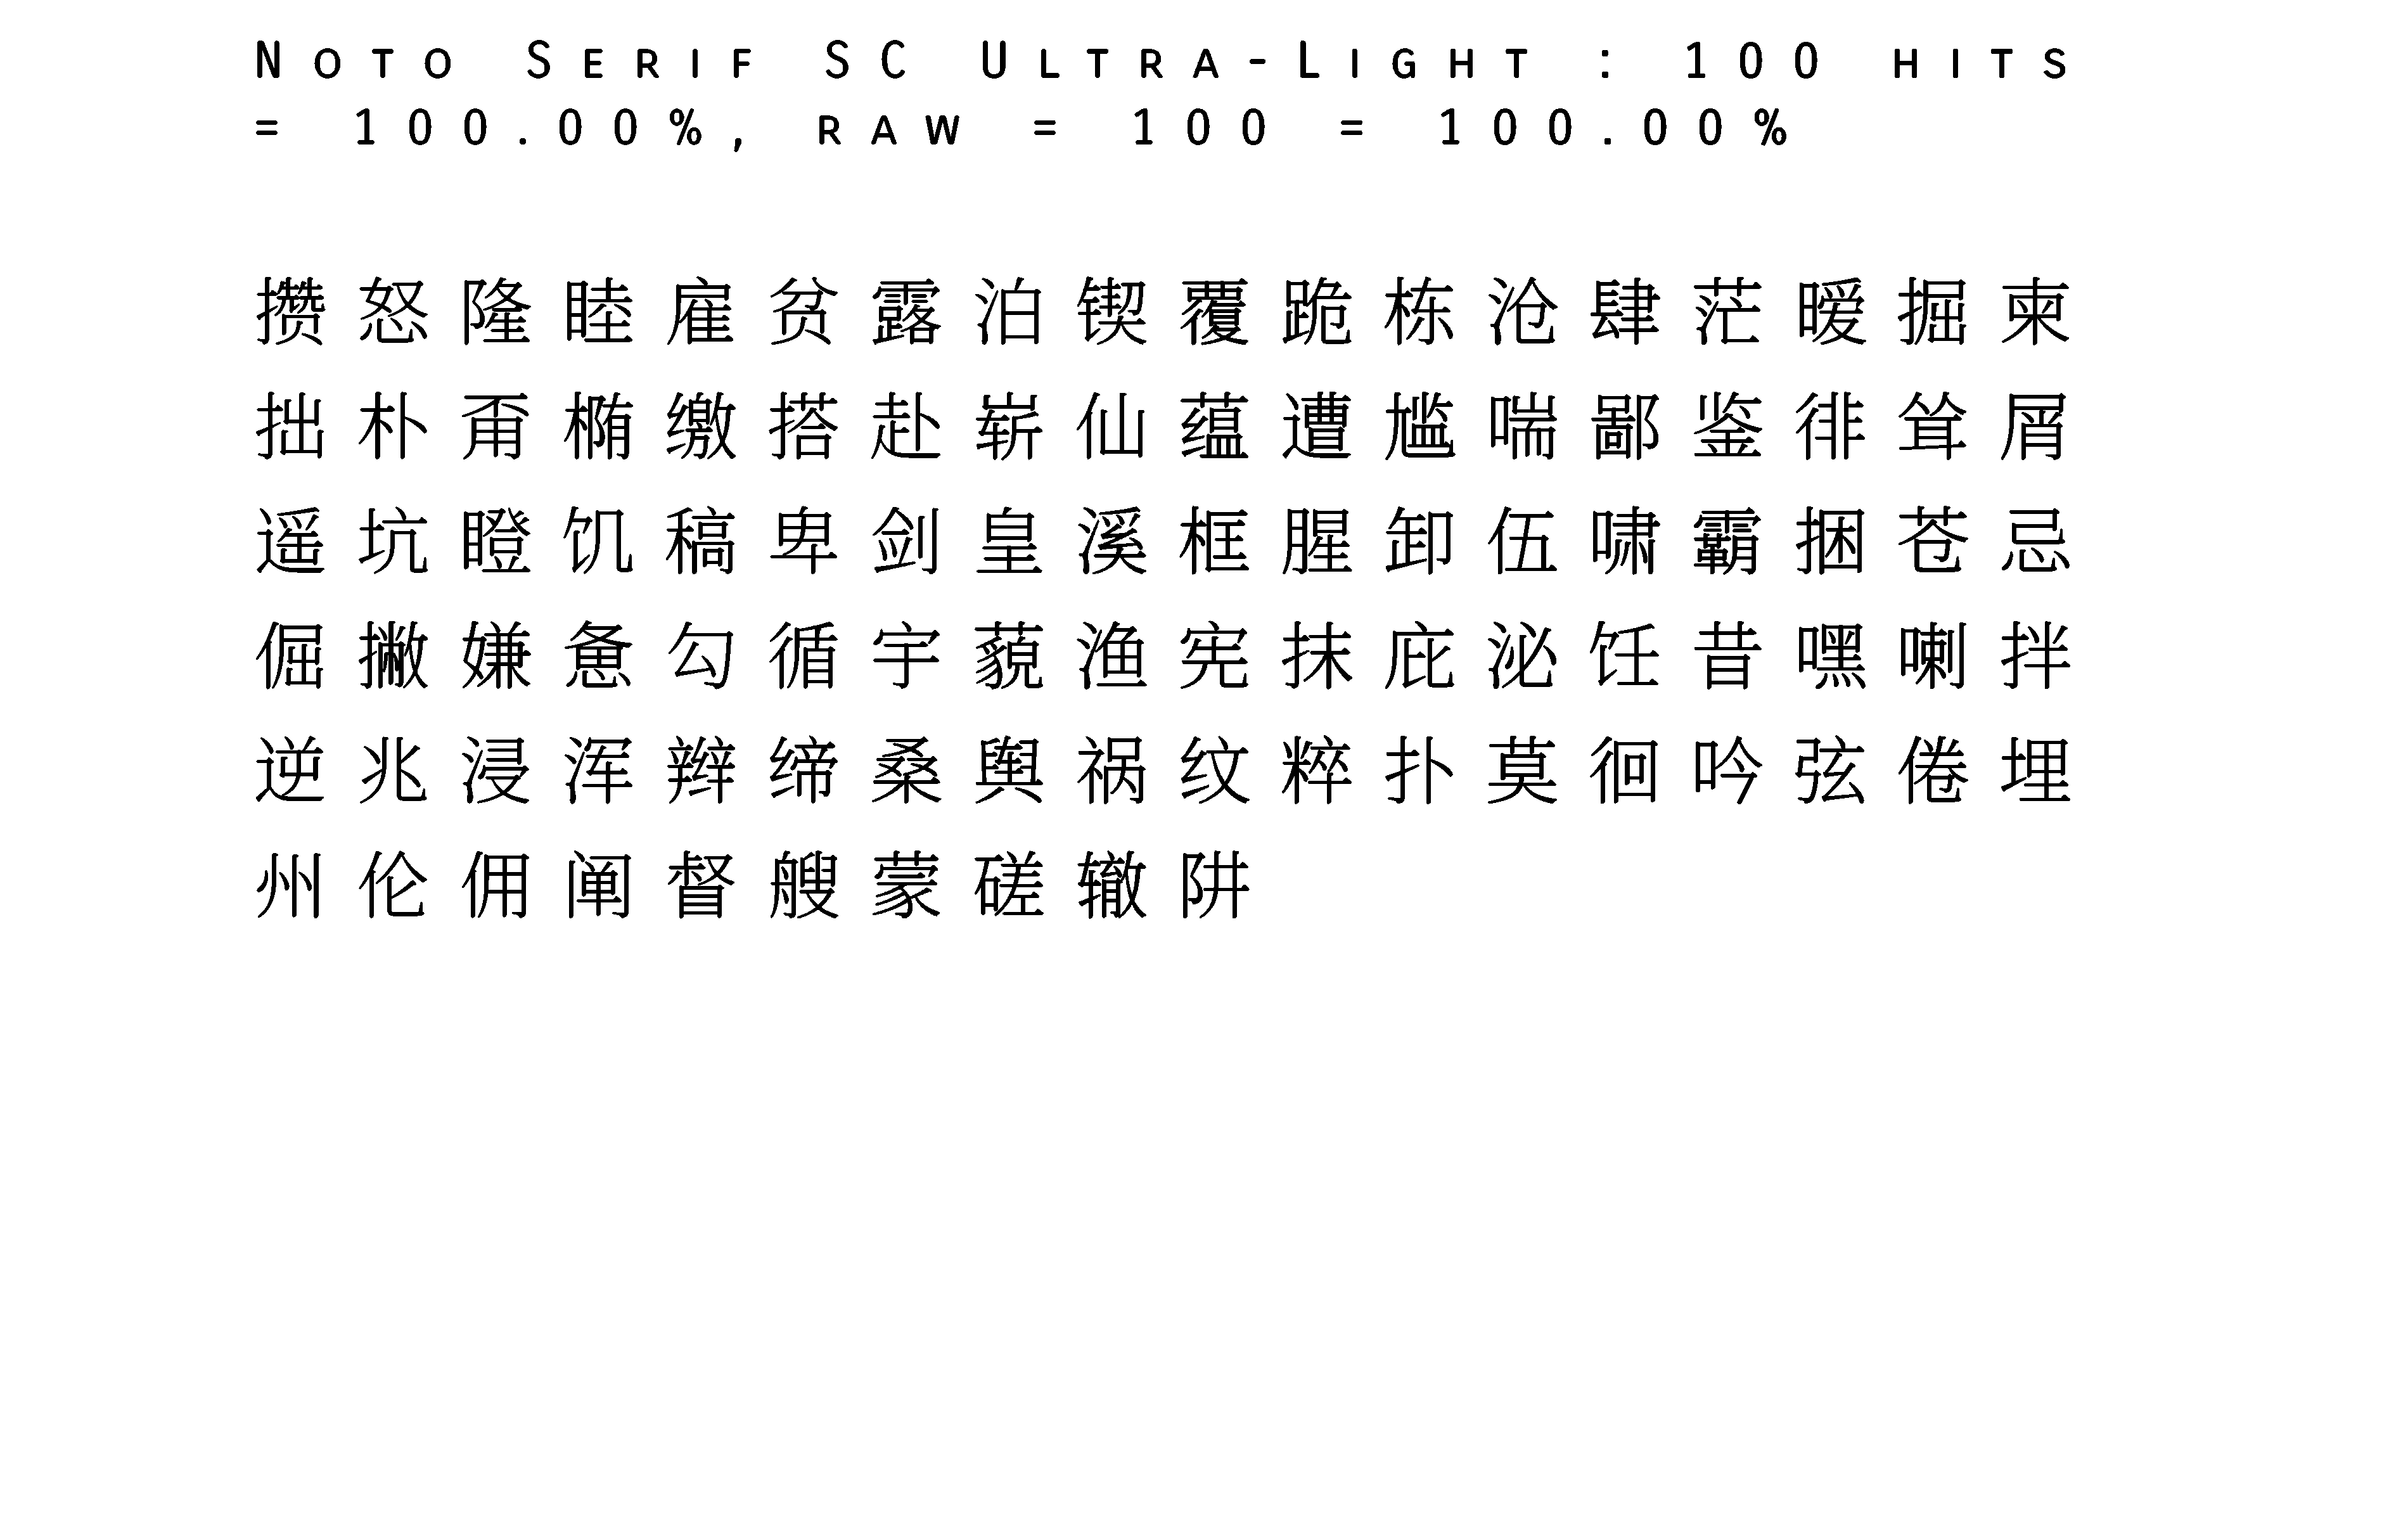 Noto Serif SC Ultra-Light : 100 hits
= 100.00%, raw = 100 = 100.00%
攒怒隆睦雇贫露泊锲覆跪栋沧肆茫暖掘柬
拙朴甭椭缴搭赴崭仙蕴遭尴喘鄙鉴徘耸屑
遥坑瞪饥稿卑剑皇溪框腥卸伍啸霸捆苍忌
倔撇嫌惫勾循宇藐渔宪抹庇泌饪昔嘿喇拌
逆兆浸浑辫缔桑舆祸纹粹扑莫徊吟弦倦埋
州伦佣阐督艘蒙磋辙阱